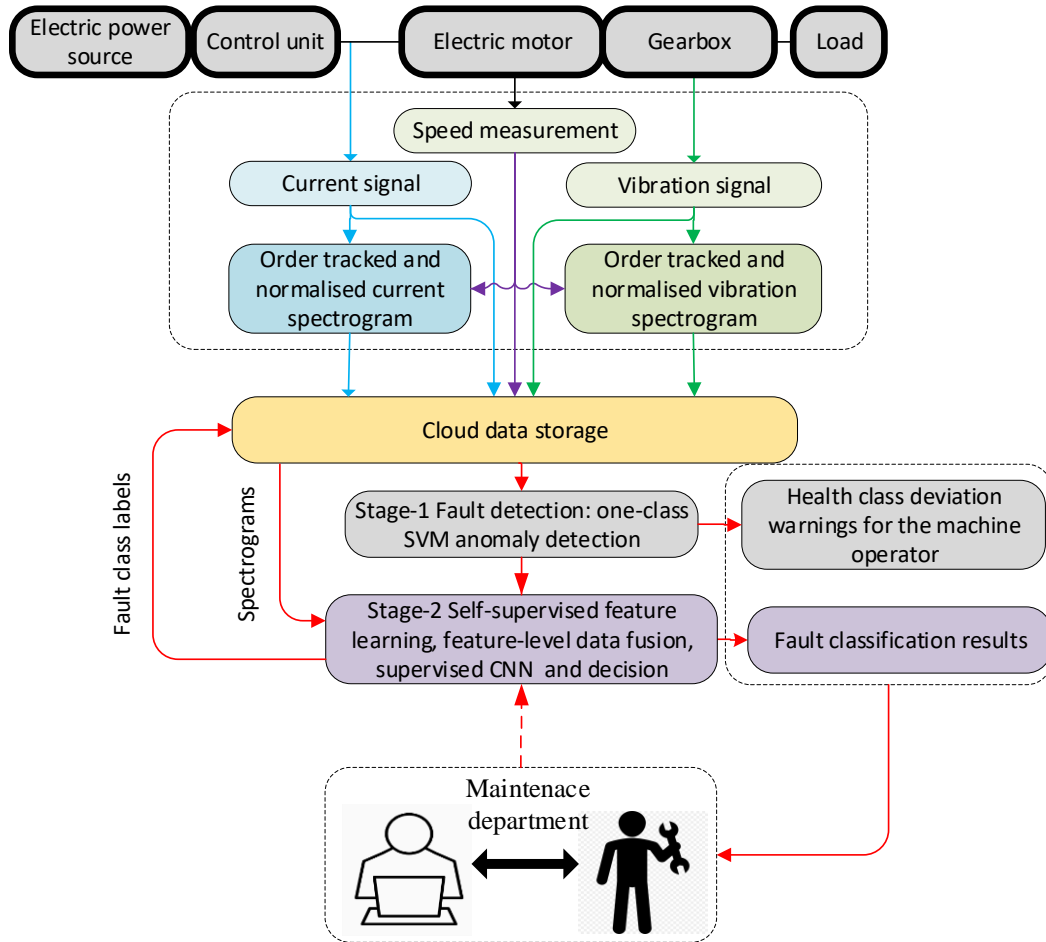 Electric power
source
Control unit
Electric motor
Gearbox
Load
Speed measurement
Current signal
Vibration signal
Order tracked and
normalised current
spectrogram
Order tracked and
normalised vibration
spectrogram
Cloud data storage
Fault class labels
Spectrograms
Stage-1 Fault detection: one-class
SVM anomaly detection
Health class deviation
warnings for the machine
operator
Stage-2 Self-supervised feature
learning, feature-level data fusion,
supervised CNN and decision
Fault classification results
Maintenace
department